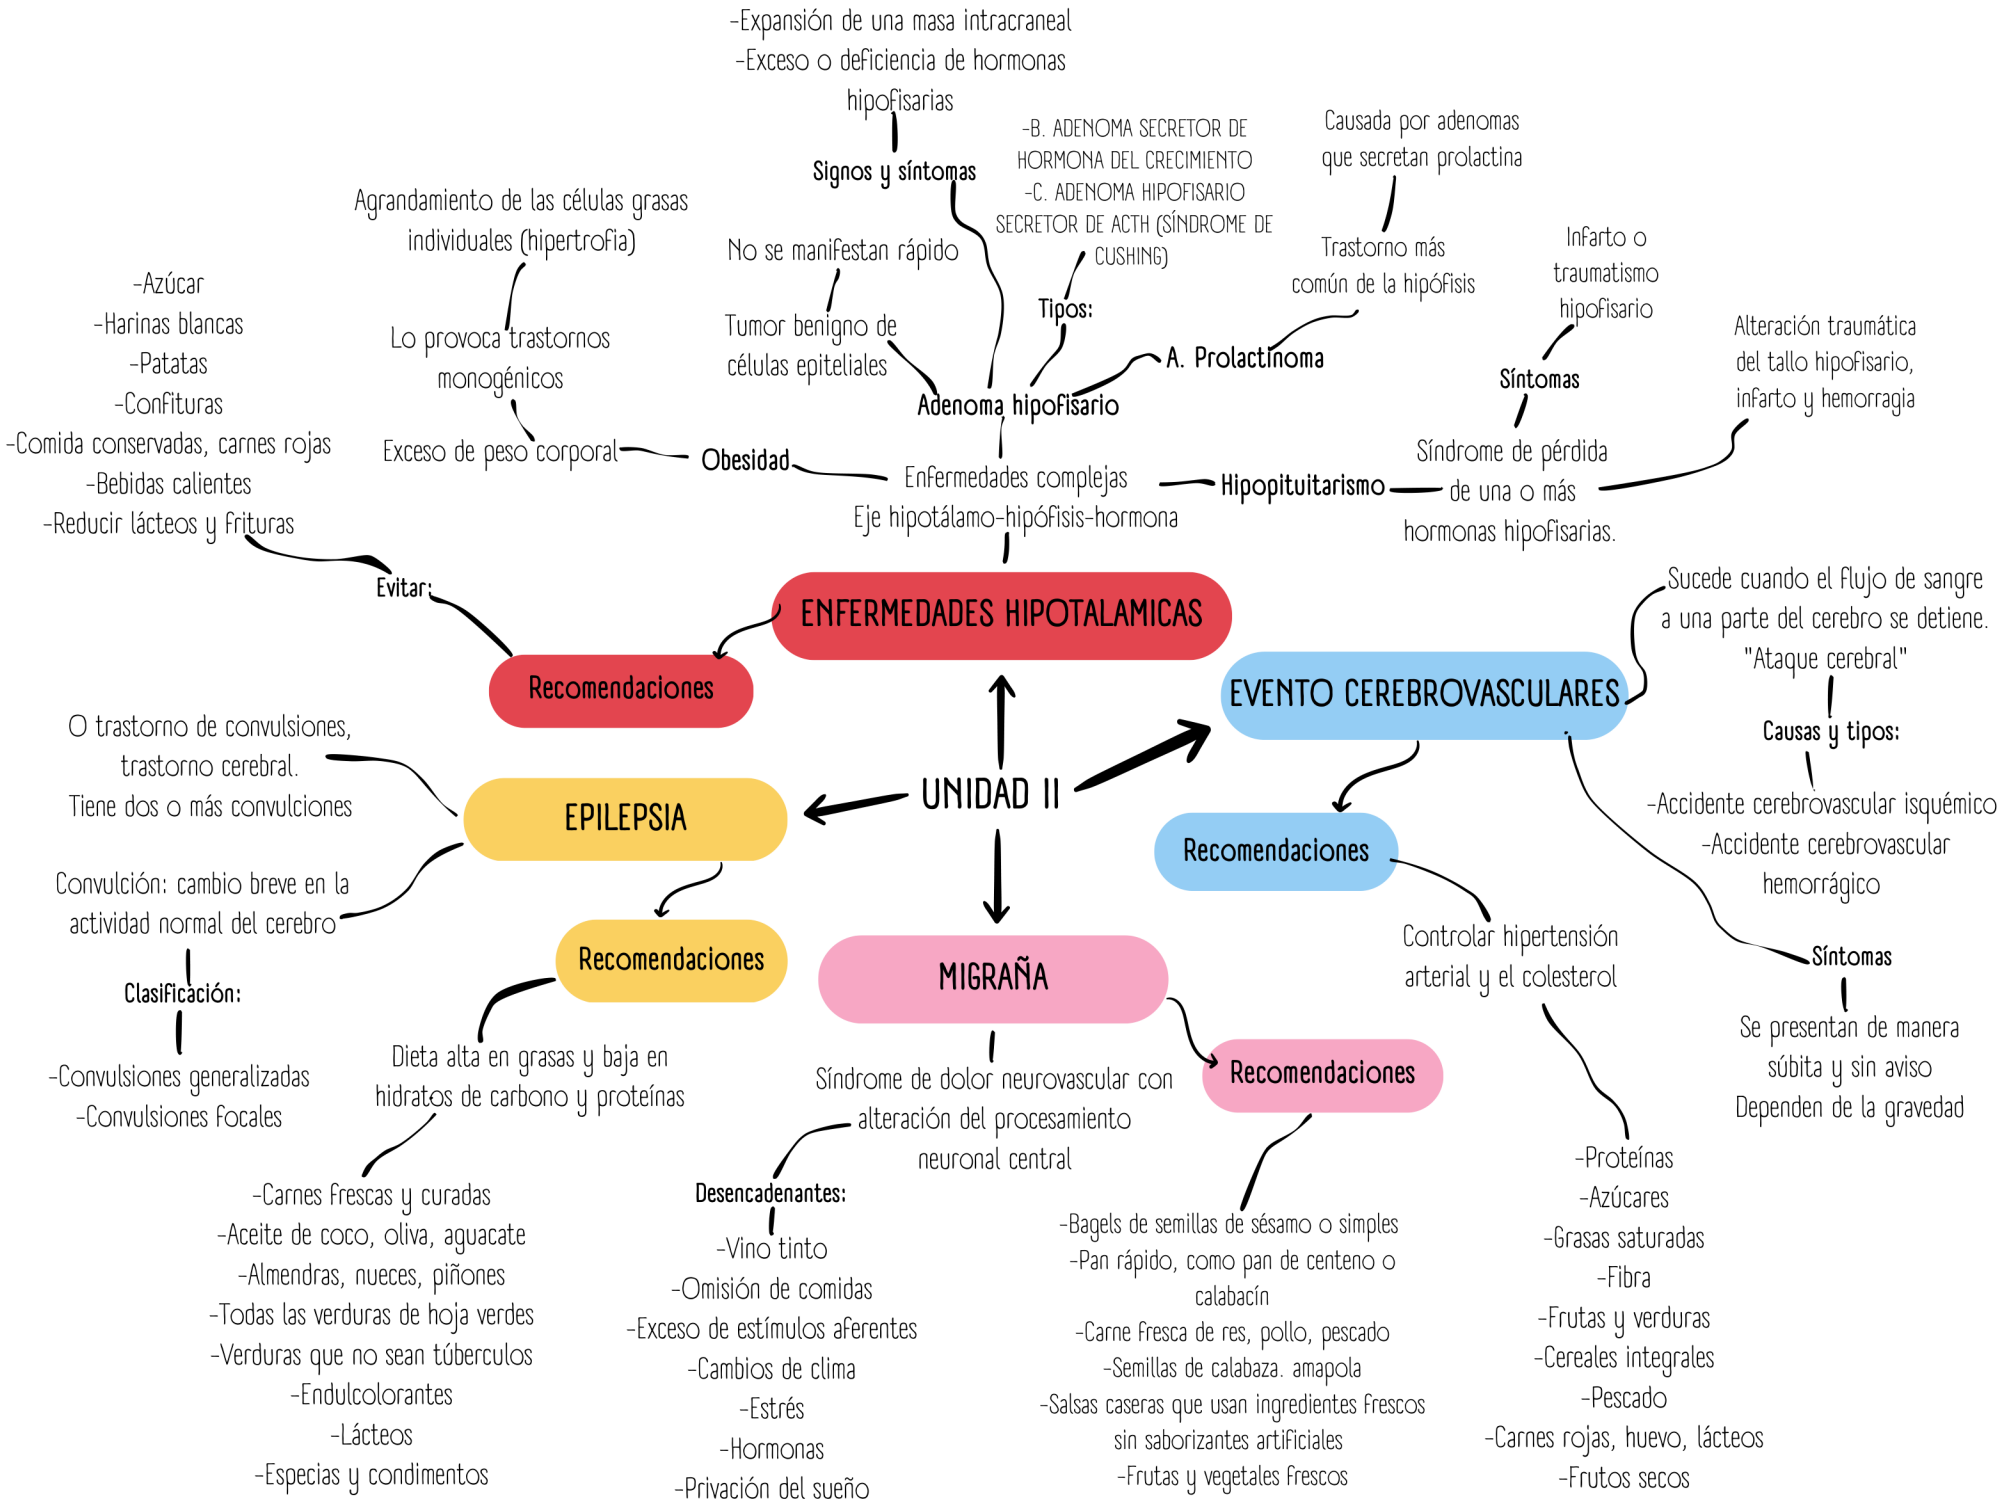 -Expansión de una masa intracraneal
-Exceso o deficiencia de hormonas
hipofisarias
Signos y síntomas
-B. ADENOMA SECRETOR DE
HORMONA DEL CRECIMIENTO
-C. ADENOMA HIPOFISARIO
SECRETOR DE ACTH (SÍNDROME DE
CUSHING)
Tipos:
Causada por adenomas
que secretan prolactina
Trastorno más
común de la hipófisis
A. Prolactinoma
No se manifestan rápido
Tumor benigno de
células epiteliales
Adenoma hipofisario
Agrandamiento de las células grasas
individuales (hipertrofia)
Lo provoca trastornos
monogénicos
Exceso de peso corporal
Obesidad
Enfermedades complejas
Eje hipotálamo-hipófisis-hormona
Hipopituitarismo
Síndrome de pérdida
de una o más
hormonas hipofisarias.
Síntomas
Infarto o
traumatismo
hipofisario
Alteración traumática
del tallo hipofisario,
infarto y hemorragia
-Azúcar
-Harinas blancas
-Patatas
-Confituras
-Comida conservadas, carnes rojas
-Bebidas calientes
-Reducir lácteos y frituras
Evitar:
Recomendaciones
ENFERMEDADES HIPOTALAMICAS
EVENTO CEREBROVASCULARES
Sucede cuando el flujo de sangre
a una parte del cerebro se detiene.
"Ataque cerebral"
Causas y tipos:
-Accidente cerebrovascular isquémico
-Accidente cerebrovascular
hemorrágico
Síntomas
Se presentan de manera
súbita y sin aviso
Dependen de la gravedad
Recomendaciones
Controlar hipertensión
arterial y el colesterol
-Proteínas
-Azúcares
-Grasas saturadas
-Fibra
-Frutas y verduras
-Cereales integrales
-Pescado
-Carnes rojas, huevo, lácteos
-Frutos secos
UNIDAD II
EPILEPSIA
O trastorno de convulsiones,
trastorno cerebral.
Tiene dos o más convulciones
Convulción: cambio breve en la
actividad normal del cerebro
Clasificación:
-Convulsiones generalizadas
-Convulsiones focales
Recomendaciones
Dieta alta en grasas y baja en
hidratos de carbono y proteínas
-Carnes frescas y curadas
-Aceite de coco, oliva, aguacate
-Almendras, nueces, piñones
-Todas las verduras de hoja verdes
-Verduras que no sean túberculos
-Endulcolorantes
-Lácteos
-Especias y condimentos
MIGRAÑA
Síndrome de dolor neurovascular con
alteración del procesamiento
neuronal central
Desencadenantes:
-Vino tinto
-Omisión de comidas
-Exceso de estímulos aferentes
-Cambios de clima
-Estrés
-Hormonas
-Privación del sueño
Recomendaciones
-Bagels de semillas de sésamo o simples
-Pan rápido, como pan de centeno o
calabacín
-Carne fresca de res, pollo, pescado
-Semillas de calabaza. amapola
-Salsas caseras que usan ingredientes frescos
sin saborizantes artificiales
-Frutas y vegetales frescos